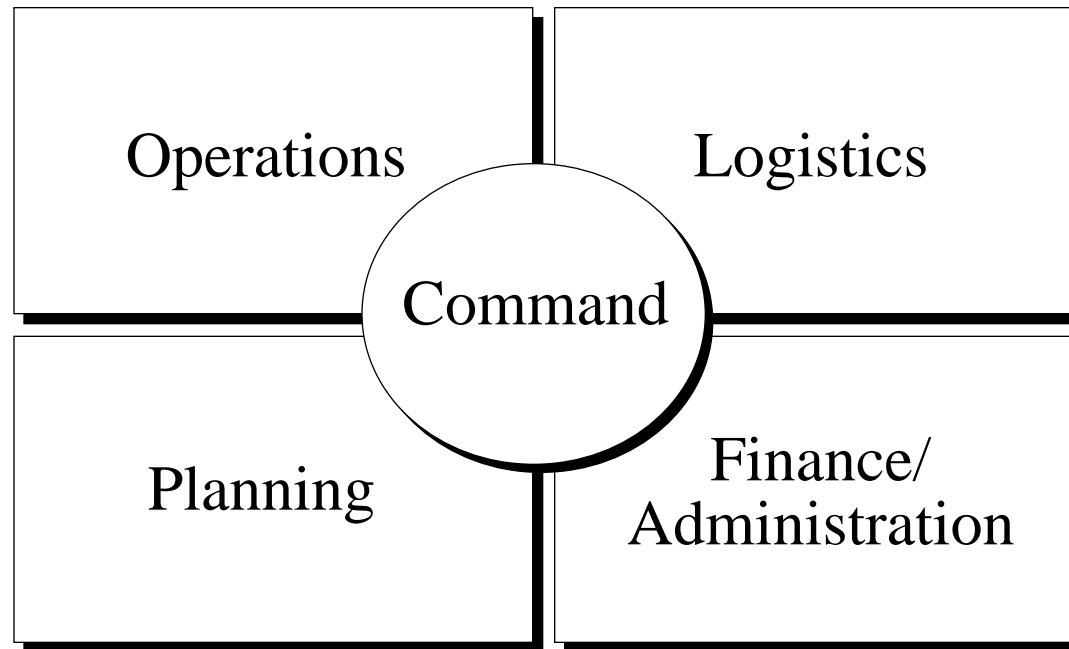 Operations
Logistics
Command
Planning
Finance/
Administration